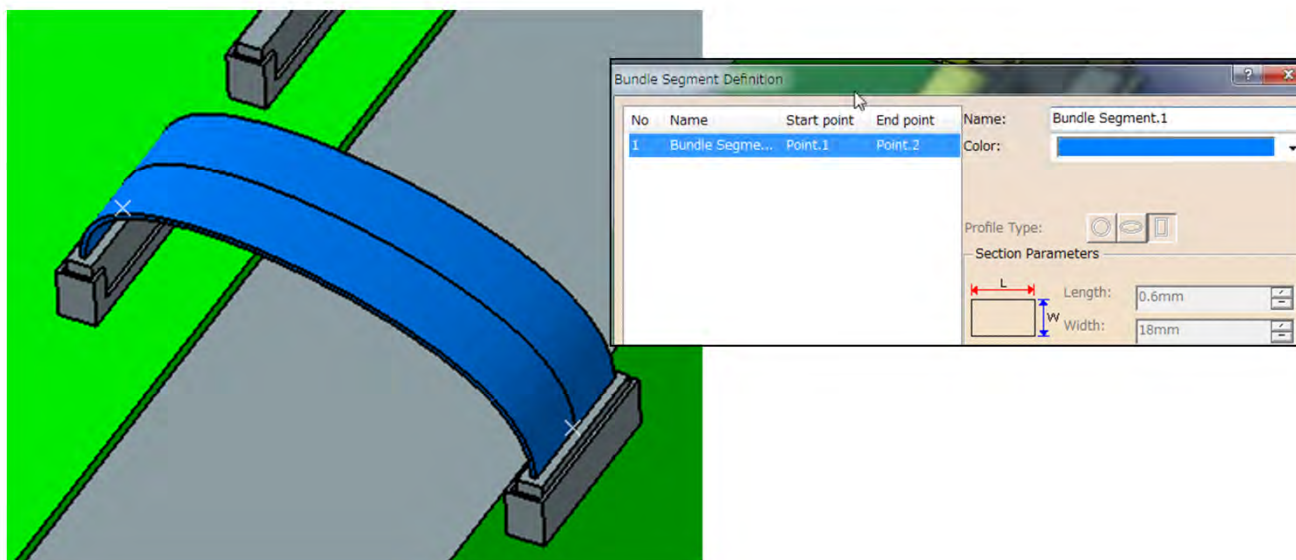 Bundle Segment Definition
?
No Name Start point End point
1 Bundle Segme... Point.1 Point.2
Name: Bundle Segment.1
Color:
Profile Type:
Section Parameters
L
W
Length: 0.6mm
Width: 18mm